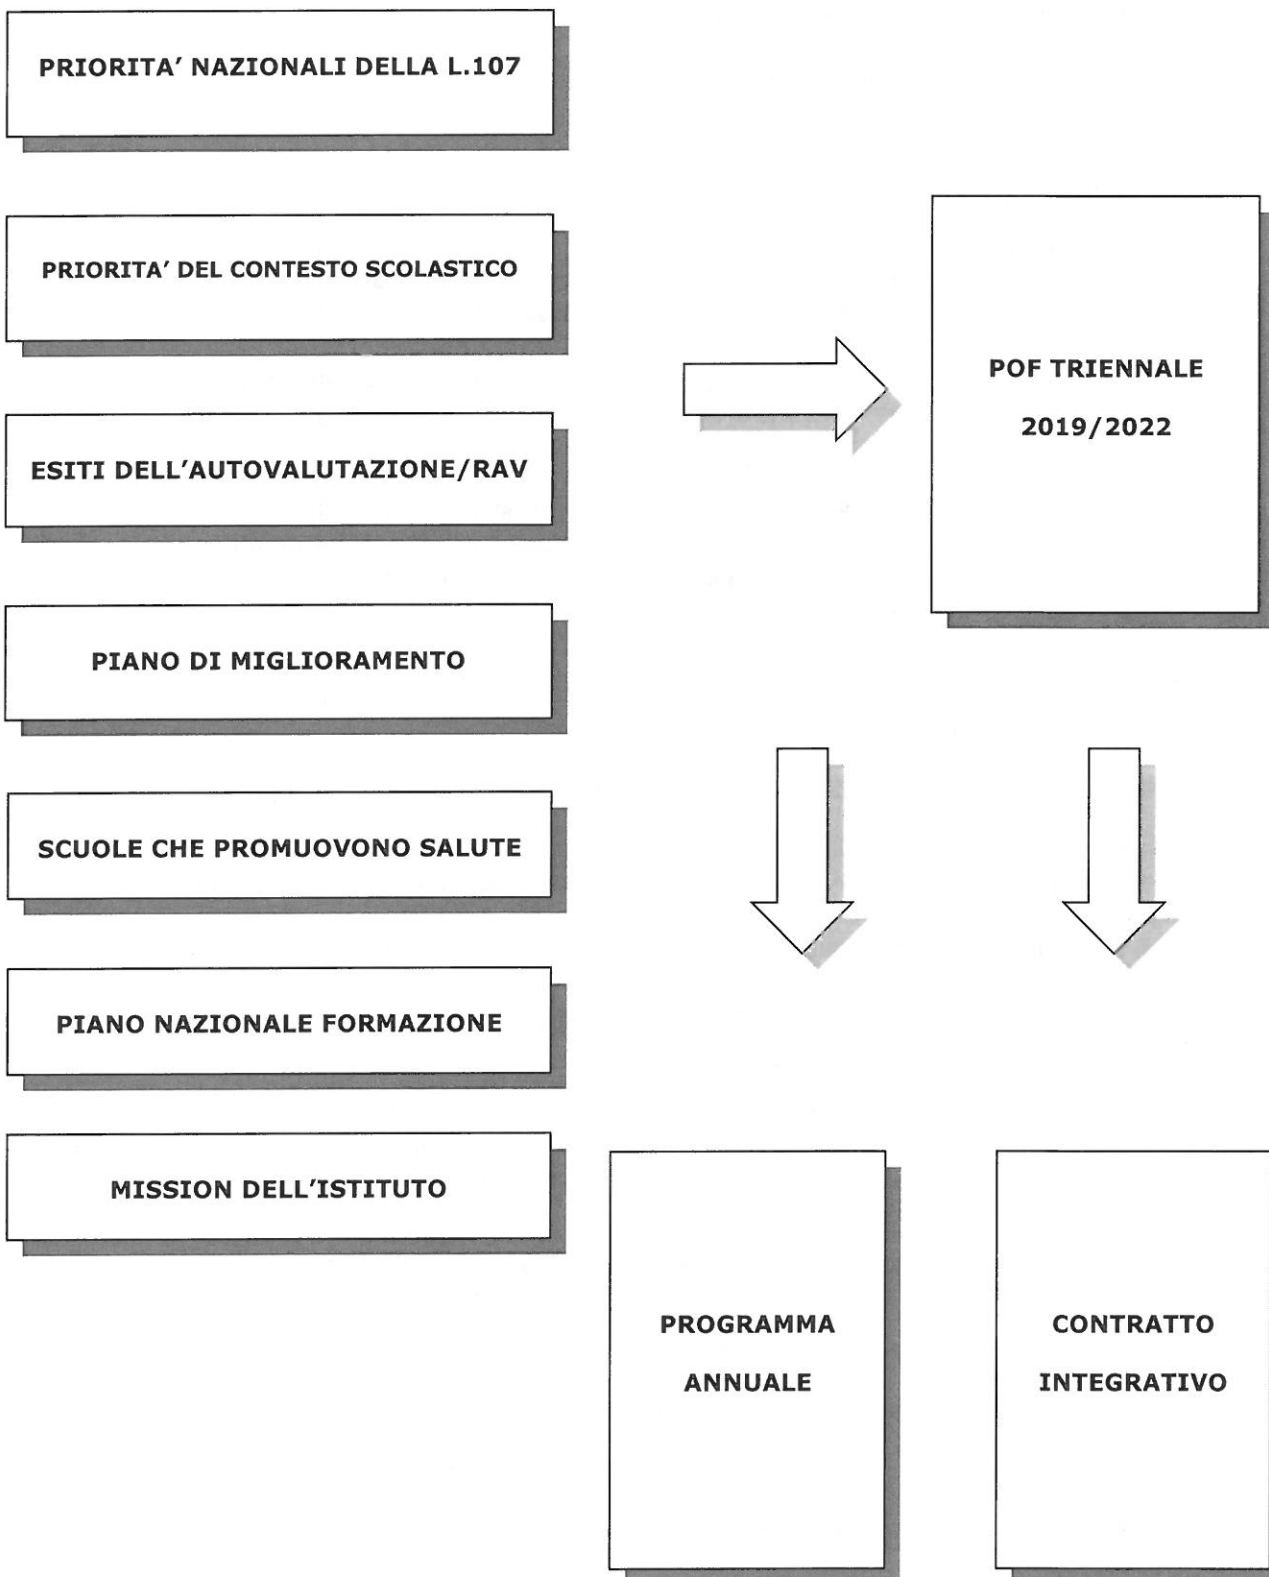 PRIORITA’ NAZIONALI DELLA L.107
PRIORITA’ DEL CONTESTO SCOLASTICO
ESITI DELL’AUTOVALUTAZIONE/RAV
PIANO DI MIGLIORAMENTO
SCUOLE CHE PROMUOVONO SALUTE
PIANO NAZIONALE FORMAZIONE
MISSION DELL’ISTITUTO
POF TRIENNALE
2019/2022
PROGRAMMA
ANNUALE
CONTRATTO
INTEGRATIVO